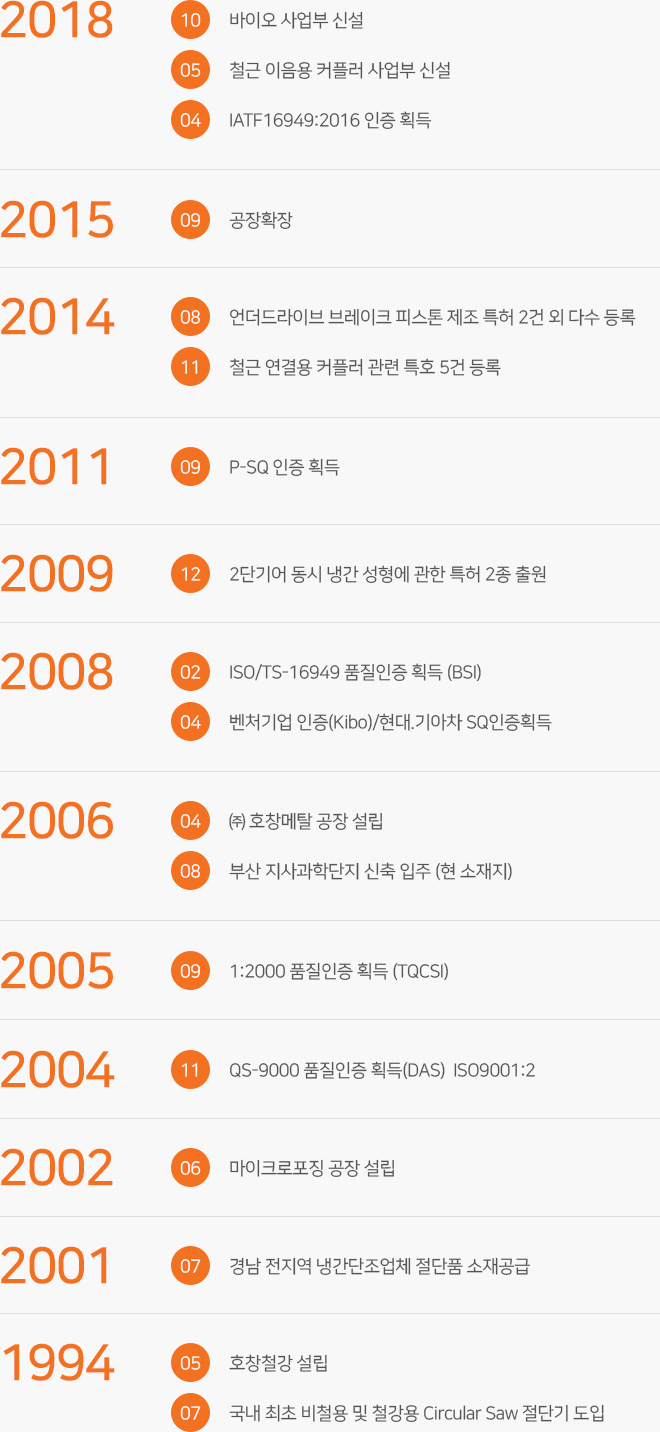 2018 10 바이오 사업부 신설
05 철근 이음용 커플러 사업부 신설
04 IATF16949:2016 인증 획득
2015 09 공장확장
2014 08 언더드라이브 브레이크 피스톤 제조 특허 2건 외 다수 등록
11 철근 연결용 커플러 관련 특호 5건 등록
2011 09 P-SQ 인증 획득
2009 12 2단기어 동시 냉간 성형에 관한 특허 2종 출원
2008 02 ISO/TS-16949 품질인증 획득 (BSI)
04 벤처기업 인증(Kibo)/현대.기아차 SQ인증획득
2006 04 ㈜ 호창메탈 공장 설립
08 부산 지사과학단지 신축 입주 (현 소재지)
2005 09 1:2000 품질인증 획득 (TQCSI)
2004 11 QS-9000 품질인증 획득(DAS) ISO9001:2
2002 06 마이크로포징 공장 설립
2001 07 경남 전지역 냉간단조업체 절단품 소재공급
1994 05 호창철강 설립
07 국내 최초 비철용 및 철강용 Circular Saw 절단기 도입